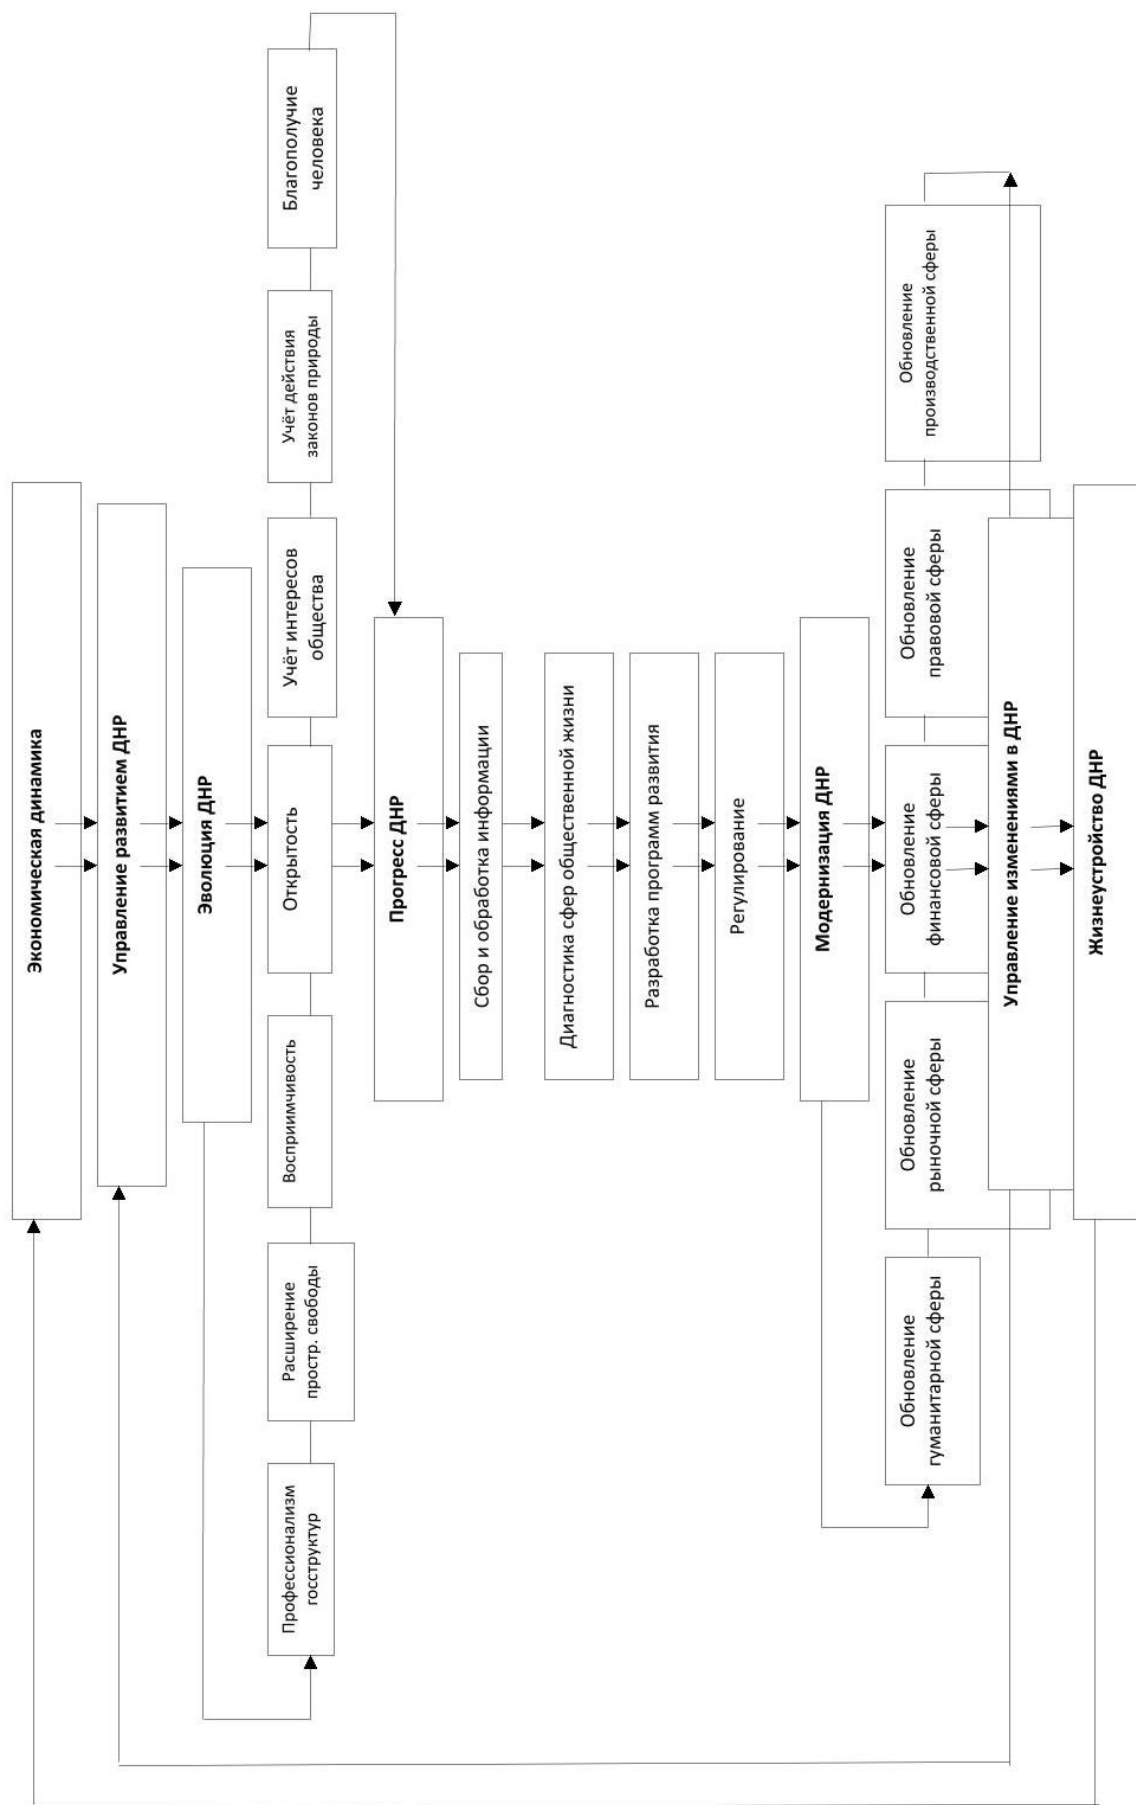 Экономическая динамика
Управление развитием ДНР
Эволюция ДНР
Профессионализм
госструктур
Расширение
простр. свободы
Восприимчивость
Открытость
Учёт интересов
общества
Учёт действия
законов природы
Благополучие
человека
Прогресс ДНР
Сбор и обработка информации
Диагностика сфер общественной жизни
Разработка программ развития
Регулирование
Модернизация ДНР
Обновление
гуманитарной сферы
Обновление
рыночной сферы
Обновление
финансовой сферы
Обновление
правовой сферы
Обновление
производственной сферы
Управление изменениями в ДНР
Жизнеустройство ДНР